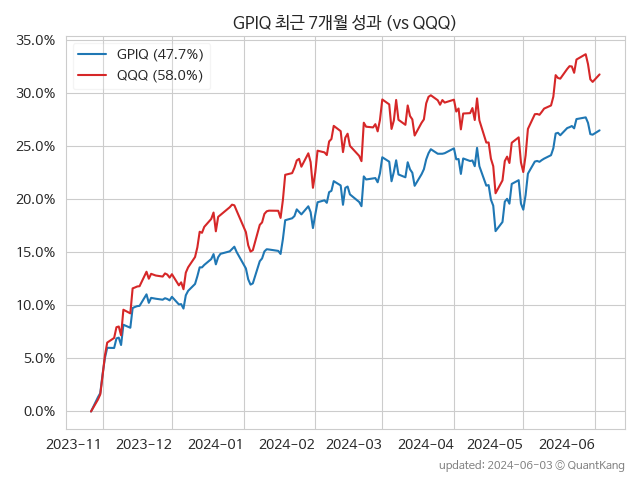 GPIQ 최근 7개월 성과 (vs QQQ)
GPIQ (47.7%)
QQQ (58.0%)
35.0%
30.0%
25.0%
20.0%
15.0%
10.0%
5.0%
0.0%
2023-11 2023-12 2024-01 2024-02 2024-03 2024-04 2024-05 2024-06
updated: 2024-06-03 © QuantKang